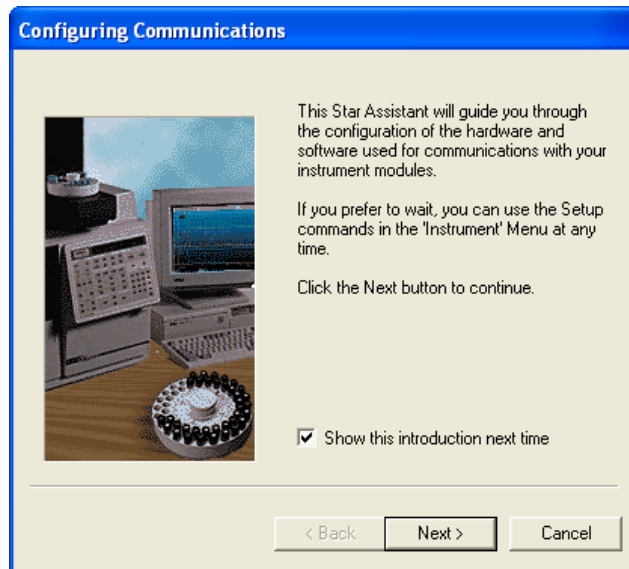 Configuring Communications
This Star Assistant will guide you through
the configuration of the hardware and
software used for communications with your
instrument modules.
If you prefer to wait, you can use the Setup
commands in the 'Instrument' Menu at any
time.
Click the Next button to continue.
Show this introduction next time
< Back
Next >
Cancel